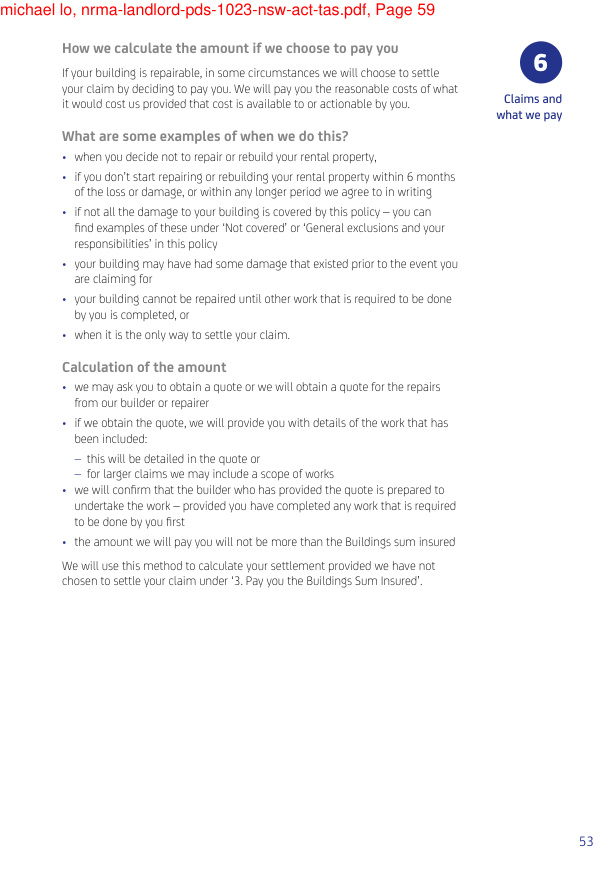 michael lo, nrma-landlord-pds-1023-nsw-act-tas.pdf, Page 59
How we calculate the amount if we choose to pay you
If your building is repairable, in some circumstances we will choose to settle
your claim by deciding to pay you. We will pay you the reasonable costs of what
it would cost us provided that cost is available to or actionable by you.
What are some examples of when we do this?
• when you decide not to repair or rebuild your rental property,
• if you don't start repairing or rebuilding your rental property within 6 months
of the loss or damage, or within any longer period we agree to in writing
• if not all the damage to your building is covered by this policy – you can
find examples of these under 'Not covered' or 'General exclusions and your
responsibilities' in this policy
• your building may have had some damage that existed prior to the event you
are claiming for
• your building cannot be repaired until other work that is required to be done
by you is completed, or
• when it is the only way to settle your claim.
Calculation of the amount
• we may ask you to obtain a quote or we will obtain a quote for the repairs
from our builder or repairer
• if we obtain the quote, we will provide you with details of the work that has
been included:
– this will be detailed in the quote or
– for larger claims we may include a scope of works
• we will confirm that the builder who has provided the quote is prepared to
undertake the work – provided you have completed any work that is required
to be done by you first
• the amount we will pay you will not be more than the Buildings sum insured
We will use this method to calculate your settlement provided we have not
chosen to settle your claim under '3. Pay you the Buildings Sum Insured'.
6
Claims and
what we pay
53